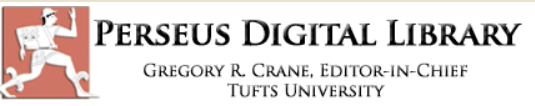 PERSEUS DIGITAL LIBRARY
GREGORY R. CRANE, EDITOR-IN-CHIEF
TUFTS UNIVERSITY